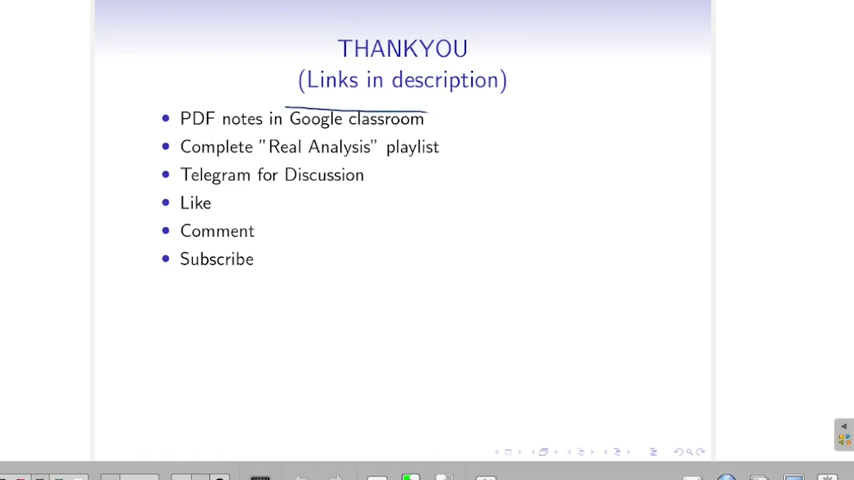 THANKYOU
(Links in description)
• PDF notes in Google classroom
• Complete ”Real Analysis” playlist
• Telegram for Discussion
• Like
• Comment
• Subscribe